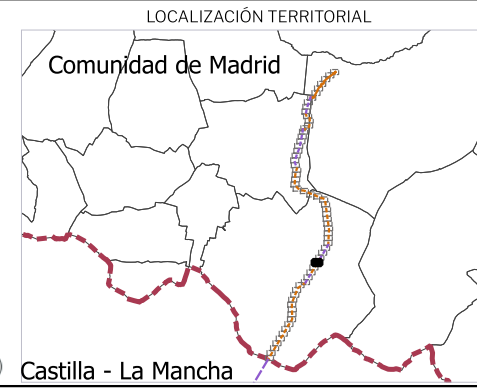 LOCALIZACIÓN TERRITORIAL
Comunidad de Madrid
Castilla - La Mancha